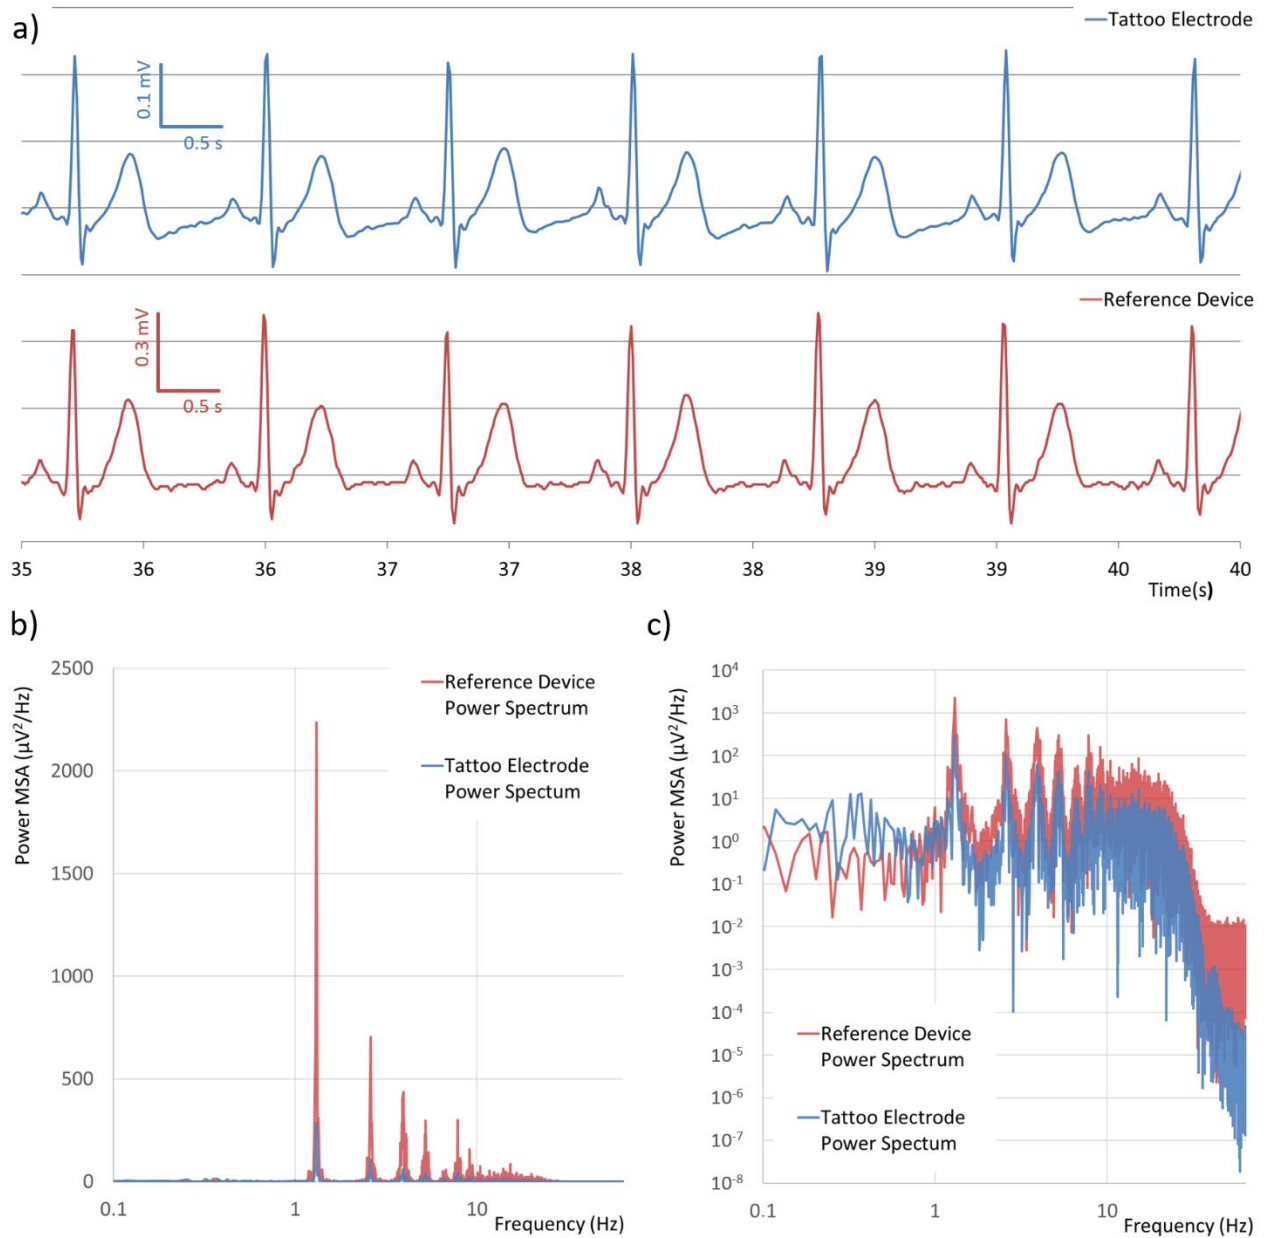 a)
Tattoo Electrode
0.1 mV
0.5 s
Reference Device
0.3 mV
0.5 s
35 36 36 37 37 38 38 39 39 40 40
Time(s)
b)
Power MSA (µV²/Hz)
2500
2000
1500
1000
500
0
Reference Device
Power Spectrum
Tattoo Electrode
Power Spectum
0.1 1 10
Frequency (Hz)
c)
Power MSA (µV²/Hz)
10⁴
10³
10²
10¹
10⁰
10⁻¹
10⁻²
10⁻³
10⁻⁴
10⁻⁵
10⁻⁶
10⁻⁷
10⁻⁸
Reference Device
Power Spectrum
Tattoo Electrode
Power Spectum
0.1 1 10
Frequency (Hz)